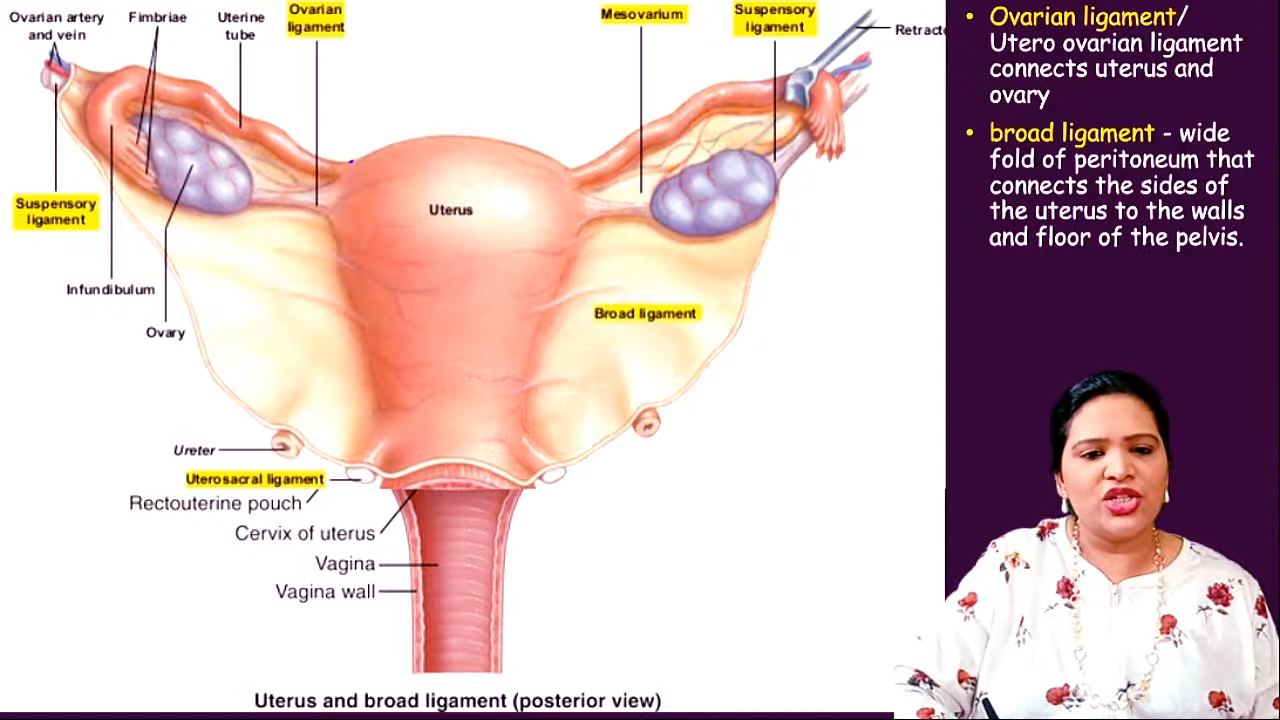 Ovarian artery
and vein
Fimbriae
Uterine
tube
Ovarian
ligament
Mesovarium
Suspensory
ligament
Suspensory
ligament
Uterus
Infundibulum
Ovary
Broad ligament
Ureter
Uterosacral ligament
Rectouterine pouch
Cervix of uterus
Vagina
Vagina wall
Uterus and broad ligament (posterior view)
• Ovarian ligament/
Utero ovarian ligament
connects uterus and
ovary
• broad ligament - wide
fold of peritoneum that
connects the sides of
the uterus to the walls
and floor of the pelvis.